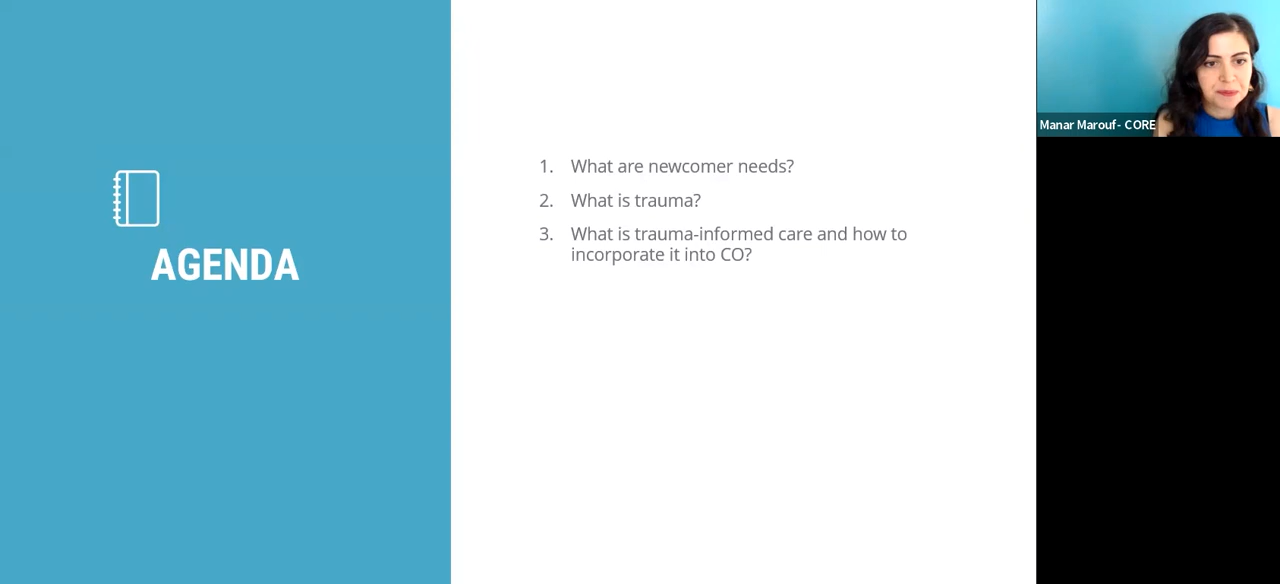 AGENDA
1. What are newcomer needs?
2. What is trauma?
3. What is trauma-informed care and how to
incorporate it into CO?
Manar Marouf- CORE